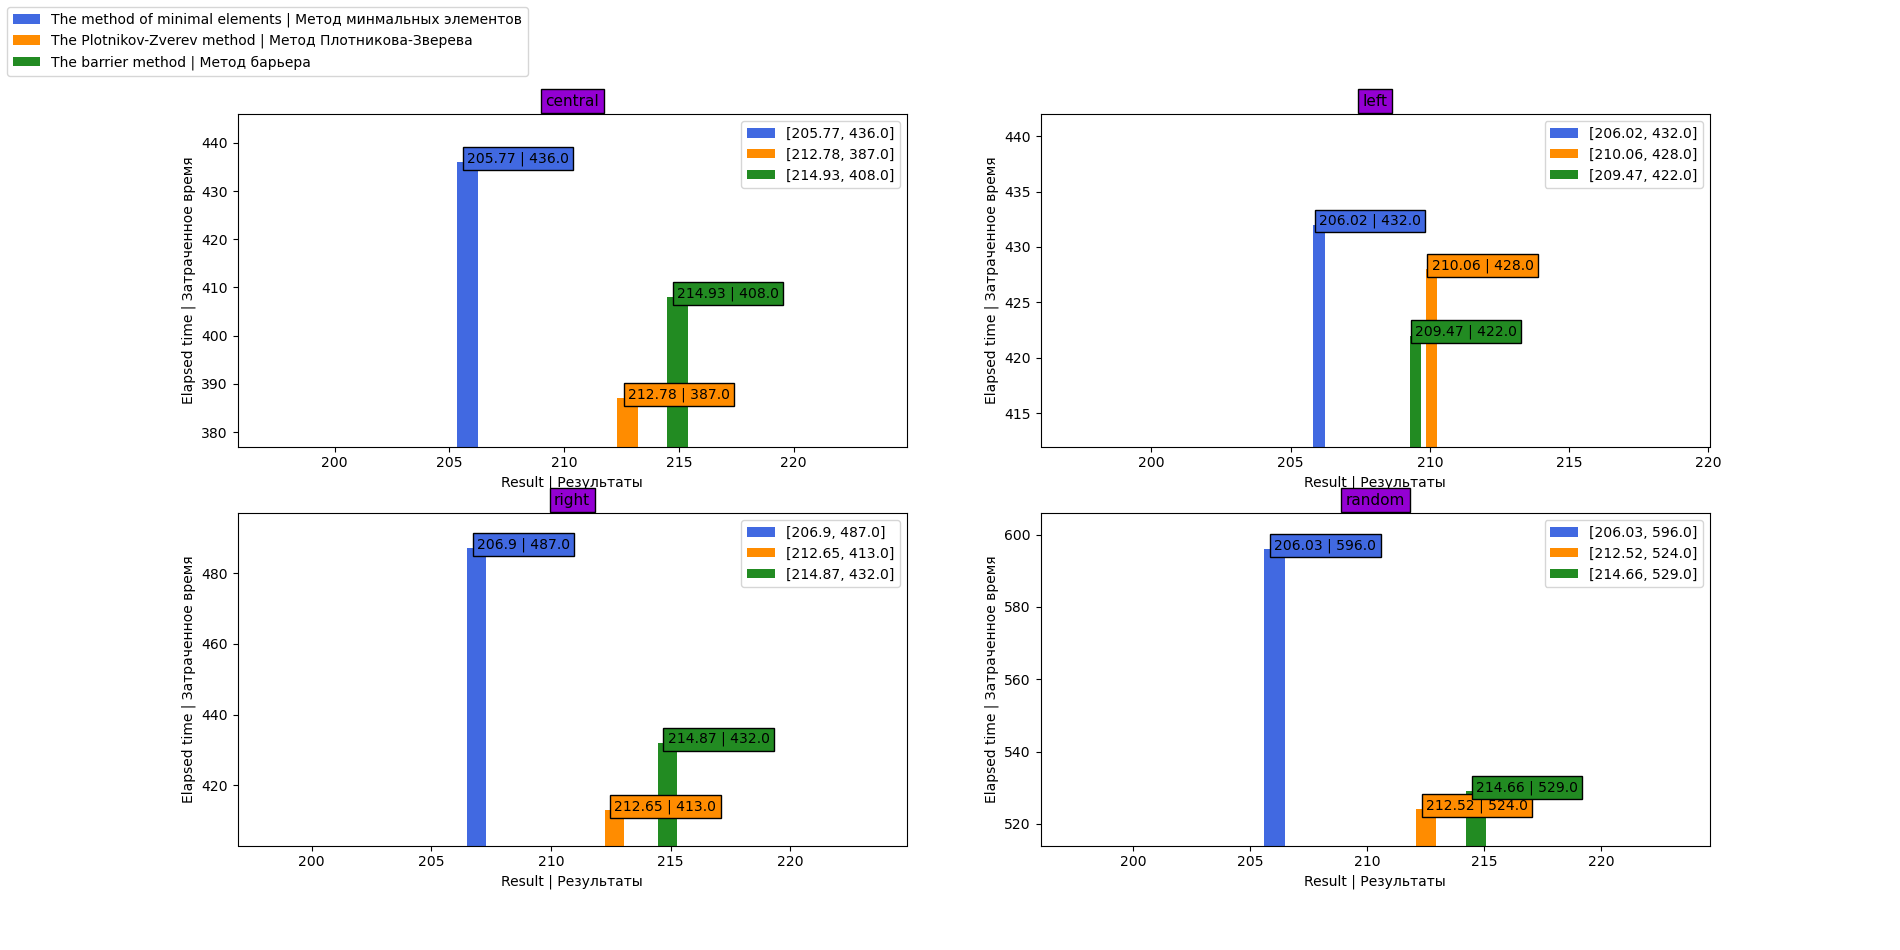 The method of minimal elements | Метод минмальных элементов
The Plotnikov-Zverev method | Метод Плотникова-Зверева
The barrier method | Метод барьера
central
Elapsed time | Затраченное время
440
430
420
410
400
390
380
205.77 | 436.0
212.78 | 387.0
214.93 | 408.0
[205.77, 436.0]
[212.78, 387.0]
[214.93, 408.0]
200 205 210 215 220
Result | Результаты
left
Elapsed time | Затраченное время
440
435
430
425
420
415
206.02 | 432.0
210.06 | 428.0
209.47 | 422.0
[206.02, 432.0]
[210.06, 428.0]
[209.47, 422.0]
200 205 210 215 220
Result | Результаты
right
Elapsed time | Затраченное время
480
460
440
420
206.9 | 487.0
214.87 | 432.0
212.65 | 413.0
[206.9, 487.0]
[212.65, 413.0]
[214.87, 432.0]
200 205 210 215 220
Result | Результаты
random
Elapsed time | Затраченное время
600
580
560
540
520
206.03 | 596.0
214.66 | 529.0
212.52 | 524.0
[206.03, 596.0]
[212.52, 524.0]
[214.66, 529.0]
200 205 210 215 220
Result | Результаты